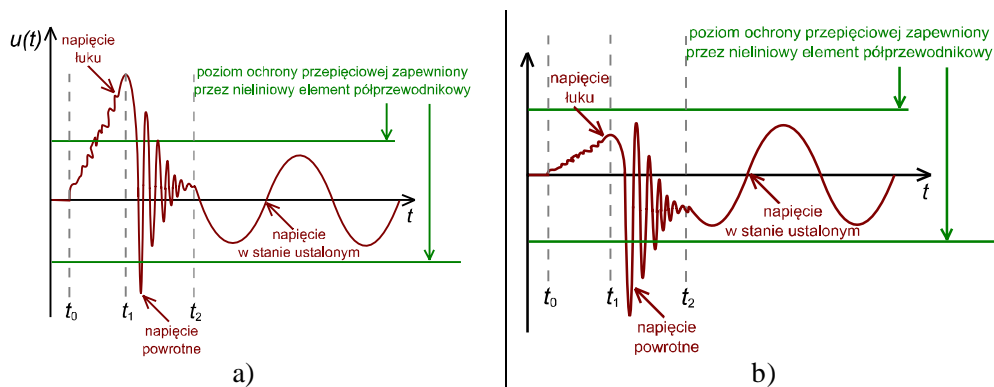 u(t)
napięcie
łuku
poziom ochrony przepięciowej zapewniony
przez nieliniowy element półprzewodnikowy
t
napięcie
w stanie ustalonym
t0
t1
t2
napięcie
powrotne
a)
poziom ochrony przepięciowej zapewniony
przez nieliniowy element półprzewodnikowy
napięcie
łuku
t
napięcie
w stanie ustalonym
t0
t1
t2
napięcie
powrotne
b)